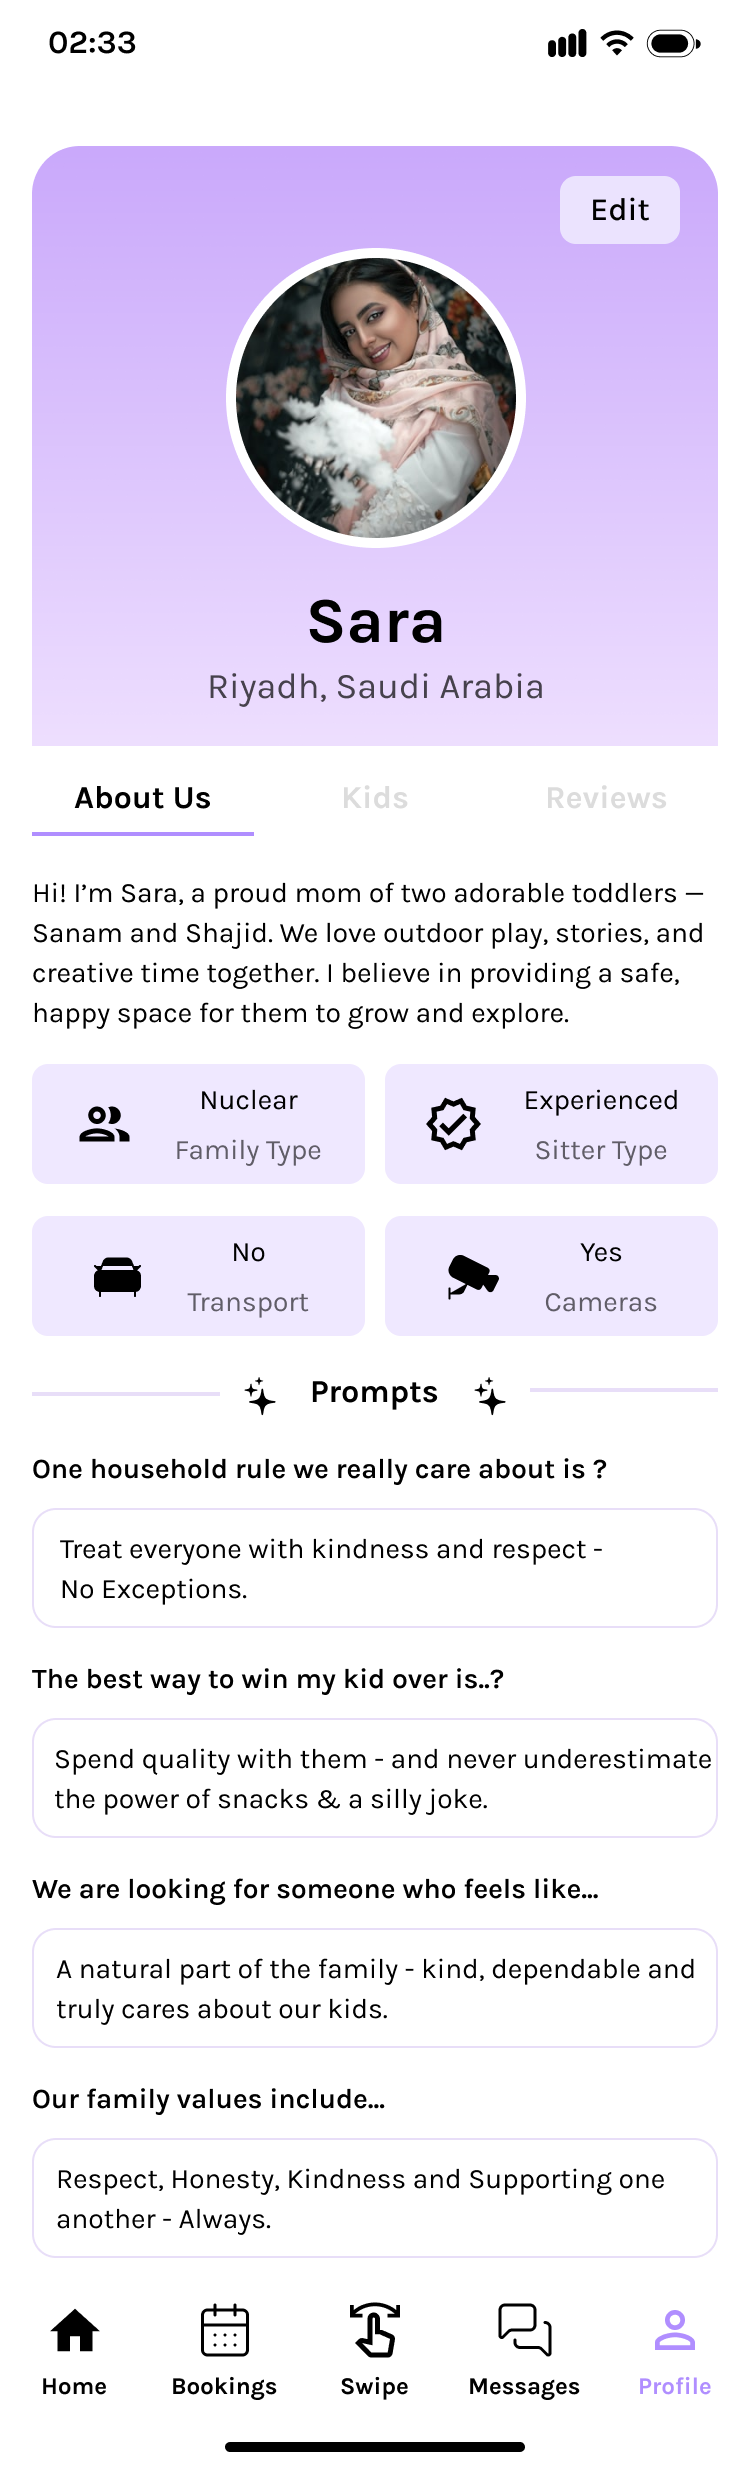 02:33
Edit
Sara
Riyadh, Saudi Arabia
About Us
Kids
Reviews
Hi! I’m Sara, a proud mom of two adorable toddlers —
Sanam and Shajid. We love outdoor play, stories, and
creative time together. I believe in providing a safe,
happy space for them to grow and explore.
Nuclear
Family Type
Experienced
Sitter Type
No
Transport
Yes
Cameras
Prompts
One household rule we really care about is ?
Treat everyone with kindness and respect -
No Exceptions.
The best way to win my kid over is..?
Spend quality with them - and never underestimate
the power of snacks & a silly joke.
We are looking for someone who feels like...
A natural part of the family - kind, dependable and
truly cares about our kids.
Our family values include...
Respect, Honesty, Kindness and Supporting one
another - Always.
Home
Bookings
Swipe
Messages
Profile